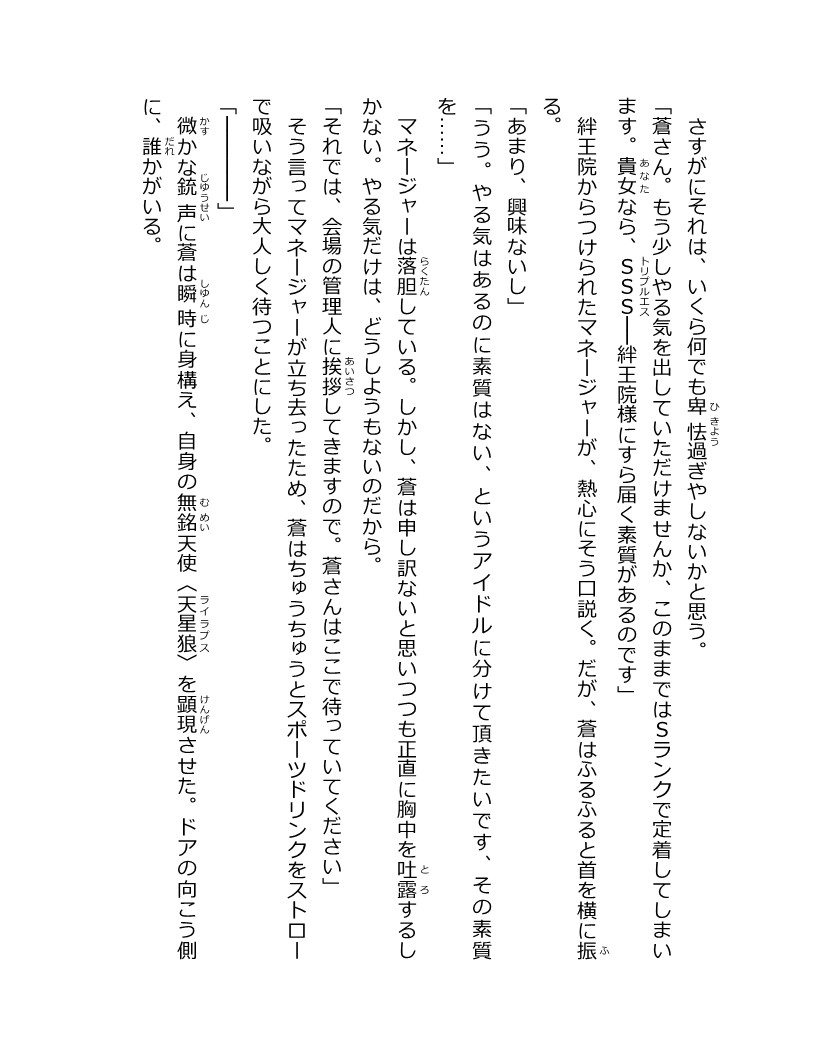 さすがにそれは、いくら何でも卑怯過ぎやしないかと思う。
「蒼さん。もう少しやる気を出していただけませんか、このままではＳランクで定着してしまい
ます。貴女なら、ＳＳＳ──絆王院様にすら届く素質があるのです」
絆王院からつけられたマネージャーが、熱心にそう口説く。だが、蒼はふるふると首を横に振
る。
「あまり、興味ないし」
「うう。やる気はあるのに素質はない、というアイドルに分けて頂きたいです、その素質
を……」
マネージャーは落胆している。しかし、蒼は申し訳ないと思いつつも正直に胸中を吐露するし
かない。やる気だけは、どうしようもないのだから。
「それでは、会場の管理人に挨拶してきますので。蒼さんはここで待っていてください」
そう言ってマネージャーが立ち去ったため、蒼はちゅうちゅうとスポーツドリンクをストロー
で吸いながら大人しく待つことにした。
「────」
微かな銃声に蒼は瞬時に身構え、自身の無銘天使〈天星狼〉を顕現させた。ドアの向こう側
に、誰かがいる。